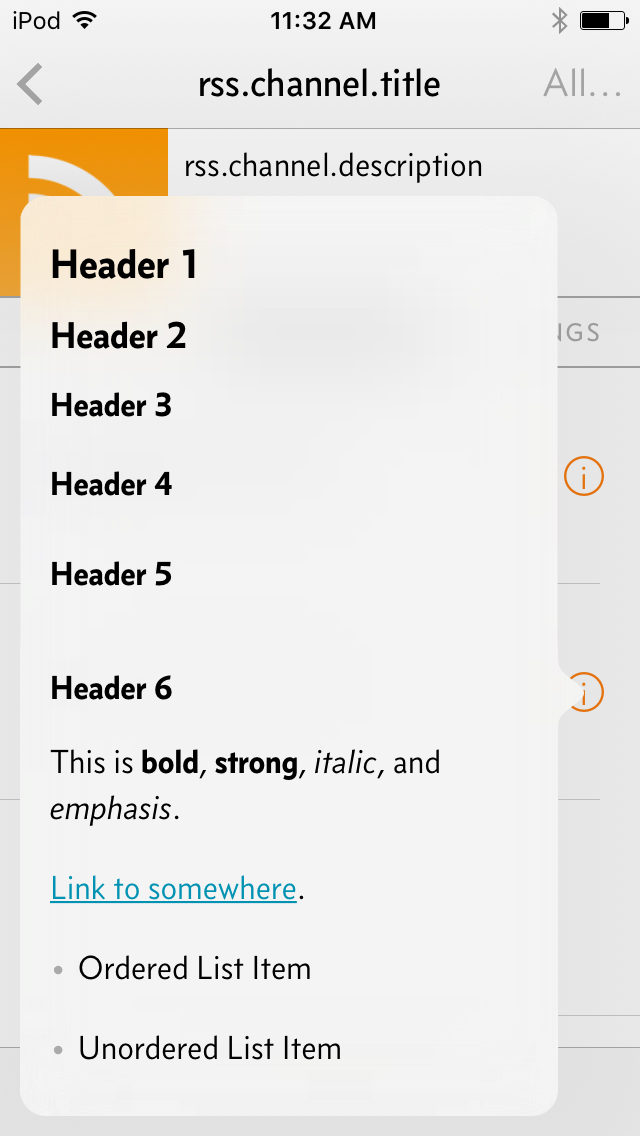 iPod 11:32 AM
rss.channel.title All...
rss.channel.description
Header 1
Header 2
Header 3
Header 4
Header 5
Header 6
This is bold, strong, italic, and
emphasis.
Link to somewhere.
• Ordered List Item
• Unordered List Item